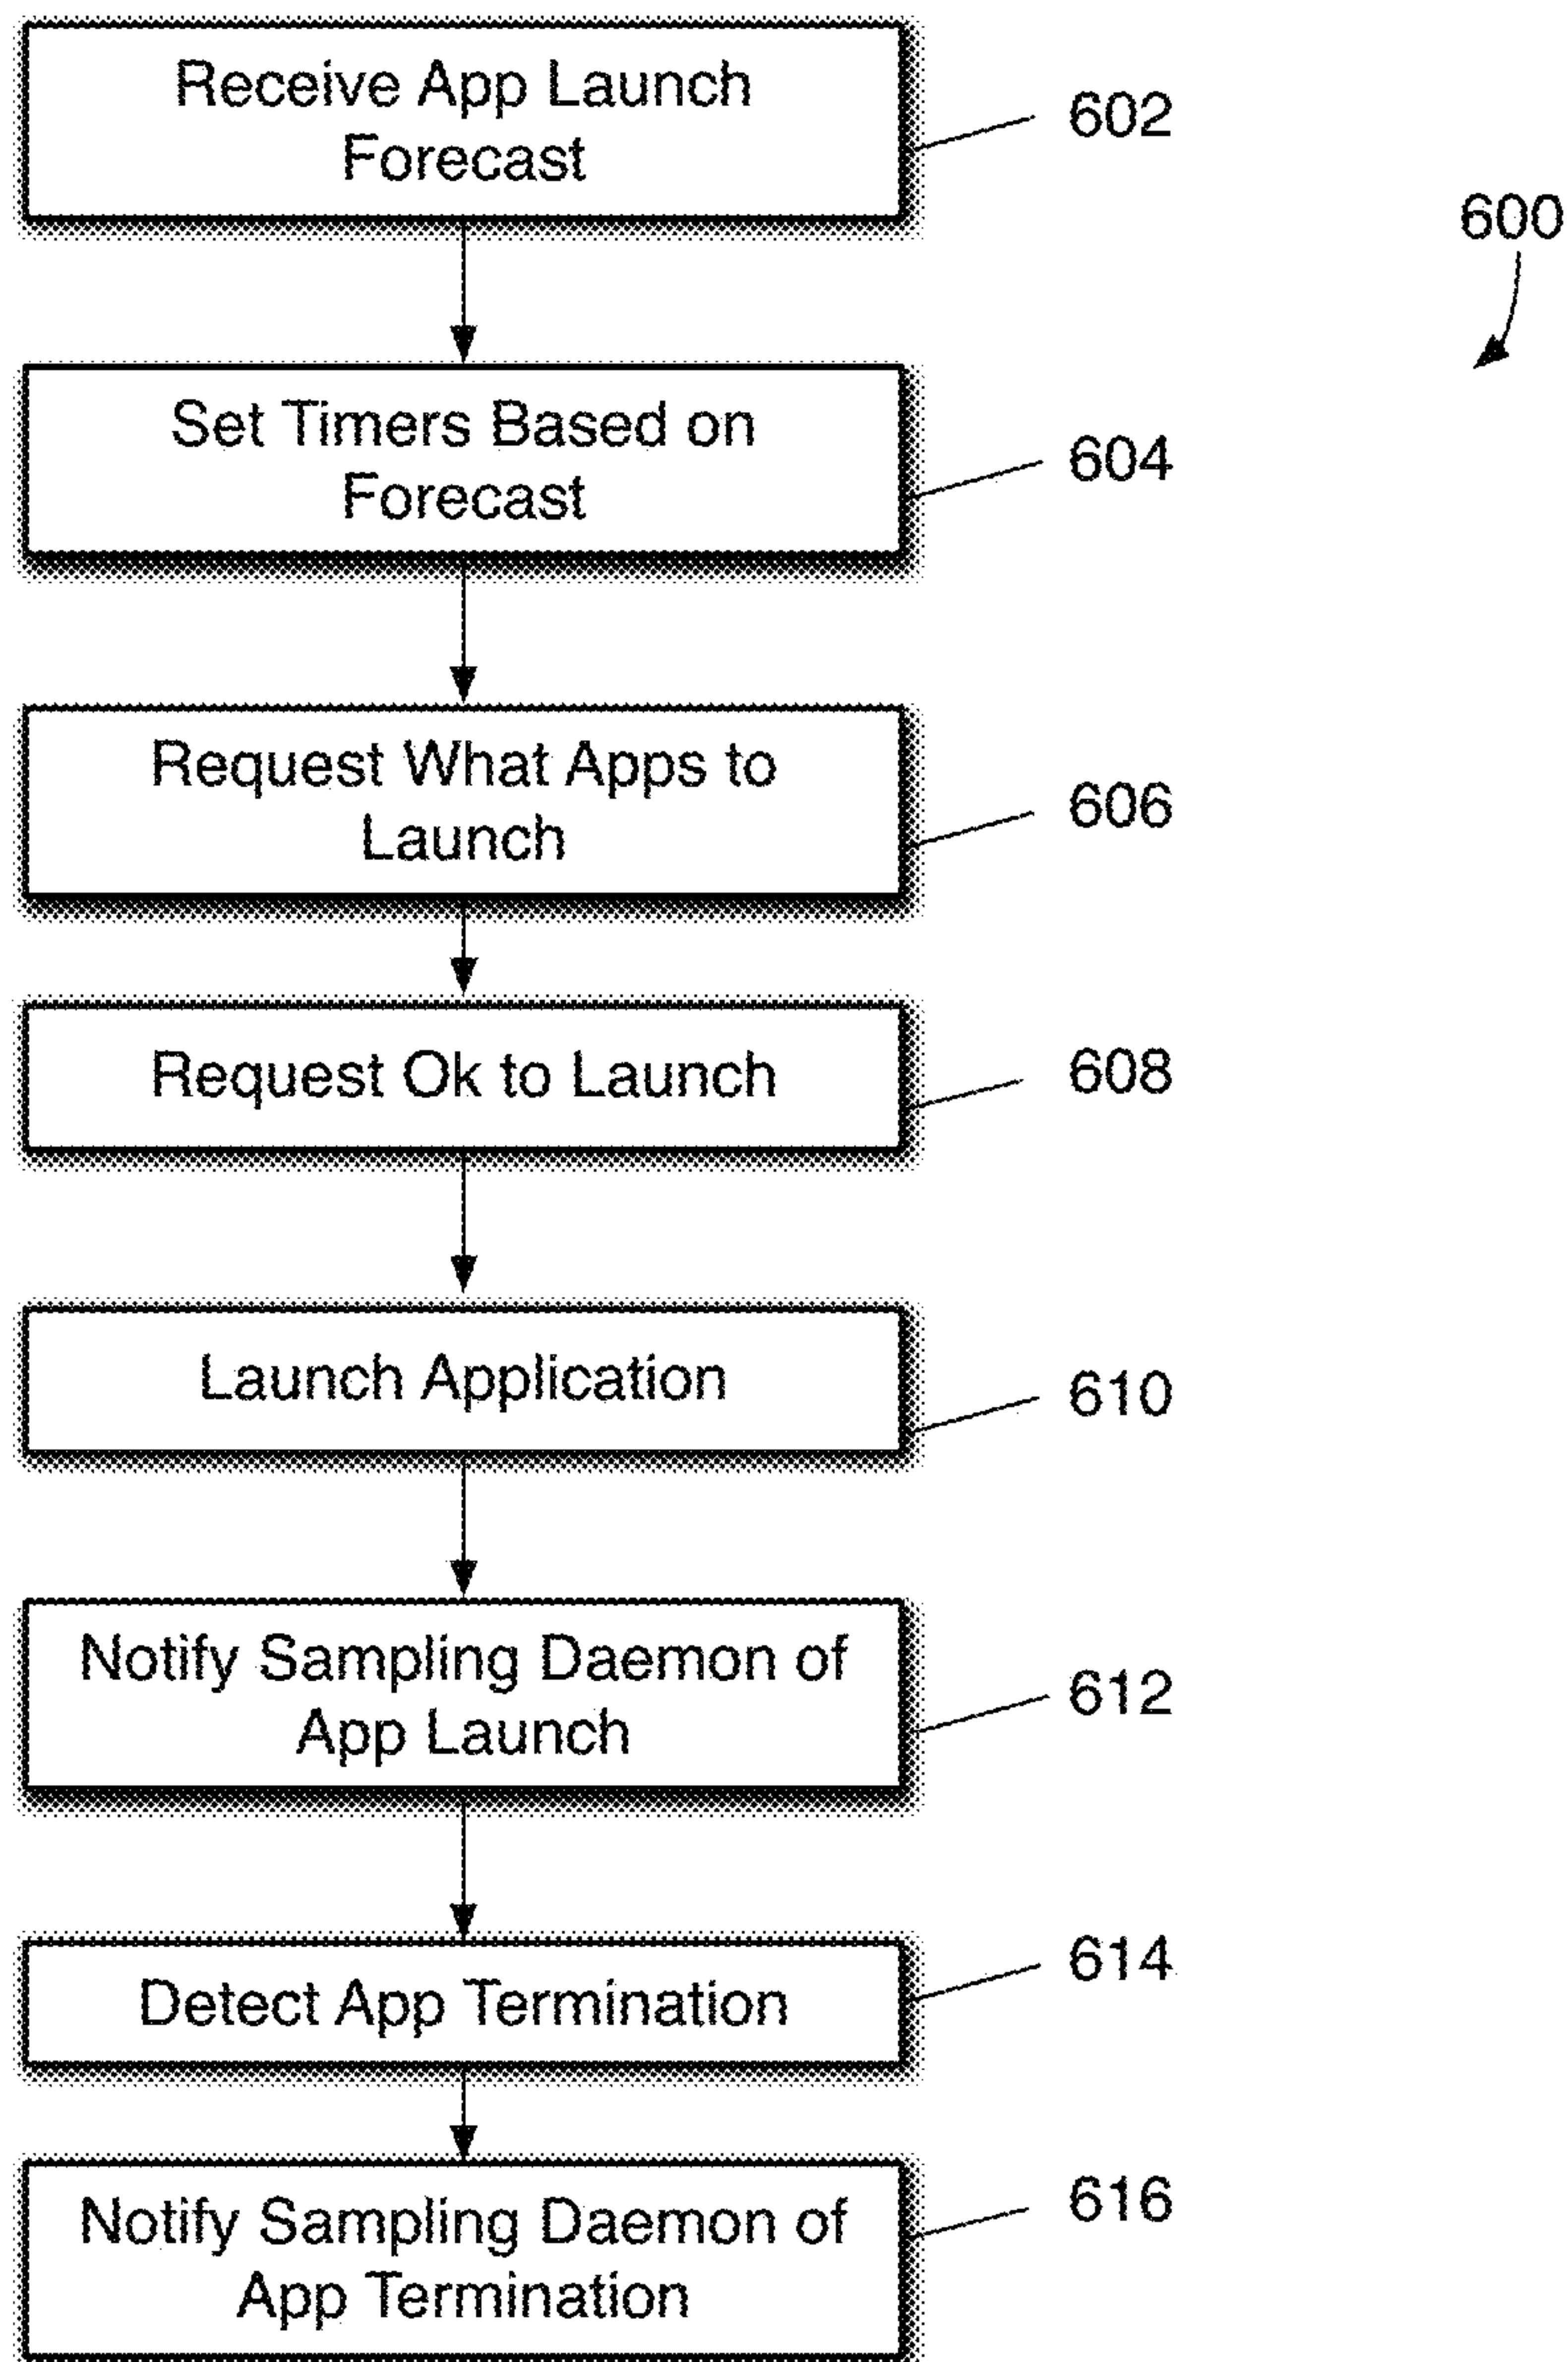 Receive App Launch
Forecast
602
600
Set Timers Based on
Forecast
604
Request What Apps to
Launch
606
Request Ok to Launch
608
Launch Application
610
Notify Sampling Daemon of
App Launch
612
Detect App Termination
614
Notify Sampling Daemon of
App Termination
616